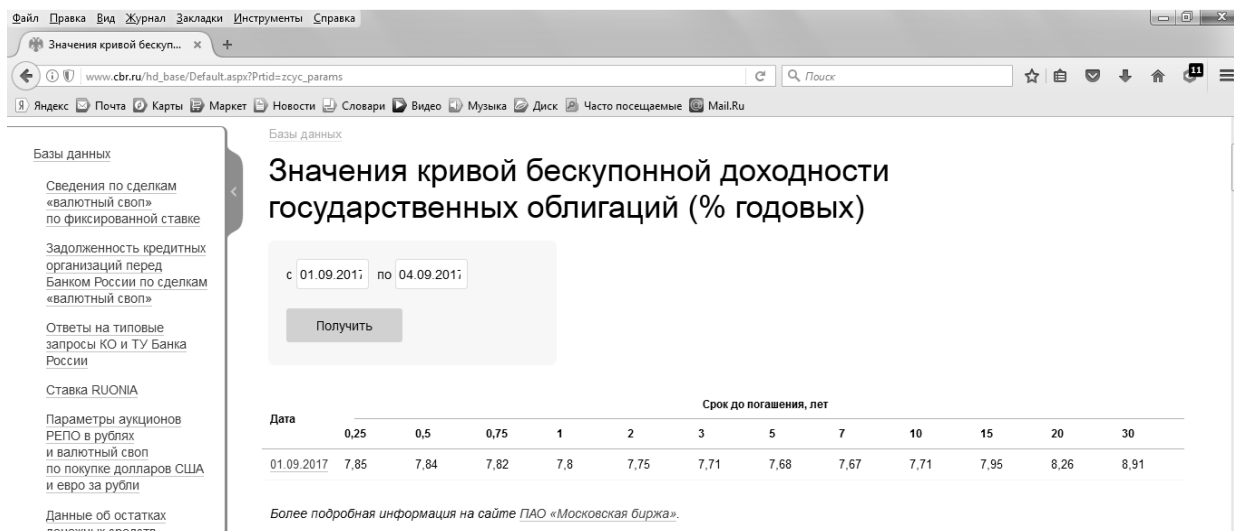 Файл Правка Вид Журнал Закладки Инструменты Справка
Значения кривой бескуп... × +
www.cbr.ru/hd_base/Default.aspx?Prtid=zcyc_params
Поиск
11
Яндекс Почта Карты Маркет Новости Словари Видео Музыка Диск Часто посещаемые Mail.Ru
Базы данных
Сведения по сделкам
«валютный своп»
по фиксированной ставке
Задолженность кредитных
организаций перед
Банком России по сделкам
«валютный своп»
Ответы на типовые
запросы КО и ТУ Банка
России
Ставка RUONIA
Параметры аукционов
РЕПО в рублях
и валютный своп
по покупке долларов США
и евро за рубли
Данные об остатках
денежных средств
Базы данных
Значения кривой бескупонной доходности
государственных облигаций (% годовых)
с 01.09.2017 по 04.09.2017
Получить
Срок до погашения, лет
Дата
0,25 0,5 0,75 1 2 3 5 7 10 15 20 30
01.09.2017 7,85 7,84 7,82 7,8 7,75 7,71 7,68 7,67 7,71 7,95 8,26 8,91
Более подробная информация на сайте ПАО «Московская биржа».